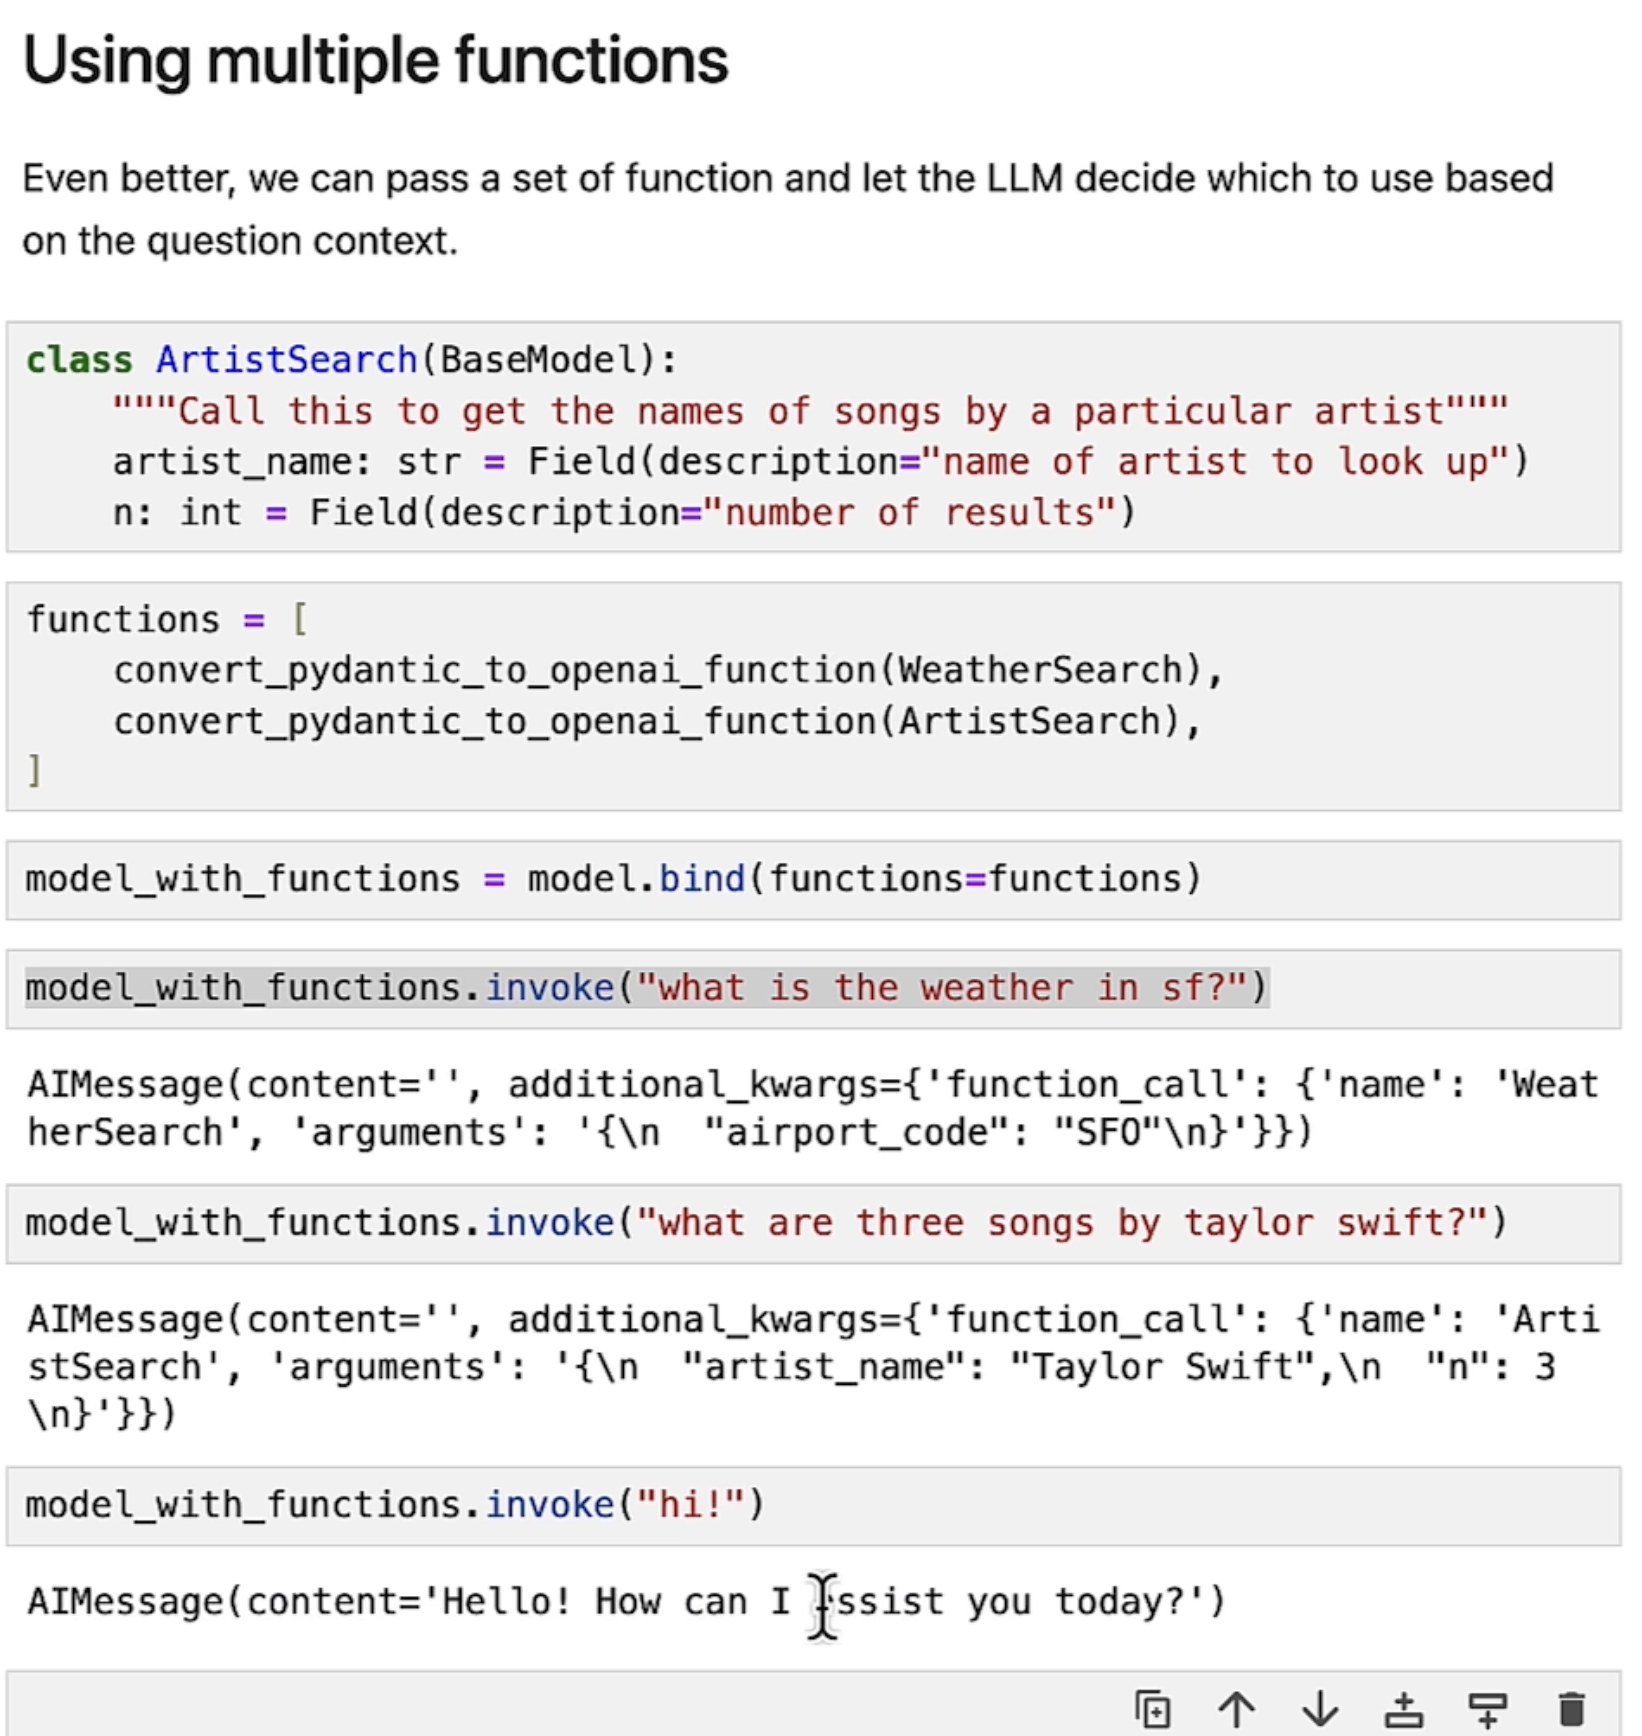 Using multiple functions
Even better, we can pass a set of function and let the LLM decide which to use based
on the question context.
class ArtistSearch(BaseModel):
    """Call this to get the names of songs by a particular artist"""
    artist_name: str = Field(description="name of artist to look up")
    n: int = Field(description="number of results")
functions = [
    convert_pydantic_to_openai_function(WeatherSearch),
    convert_pydantic_to_openai_function(ArtistSearch),
]
model_with_functions = model.bind(functions=functions)
model_with_functions.invoke("what is the weather in sf?")
AIMessage(content='', additional_kwargs={'function_call': {'name': 'Weat
herSearch', 'arguments': '{\n  "airport_code": "SFO"\n}'}})
model_with_functions.invoke("what are three songs by taylor swift?")
AIMessage(content='', additional_kwargs={'function_call': {'name': 'Arti
stSearch', 'arguments': '{\n  "artist_name": "Taylor Swift",\n  "n": 3
\n}'}})
model_with_functions.invoke("hi!")
AIMessage(content='Hello! How can I assist you today?')